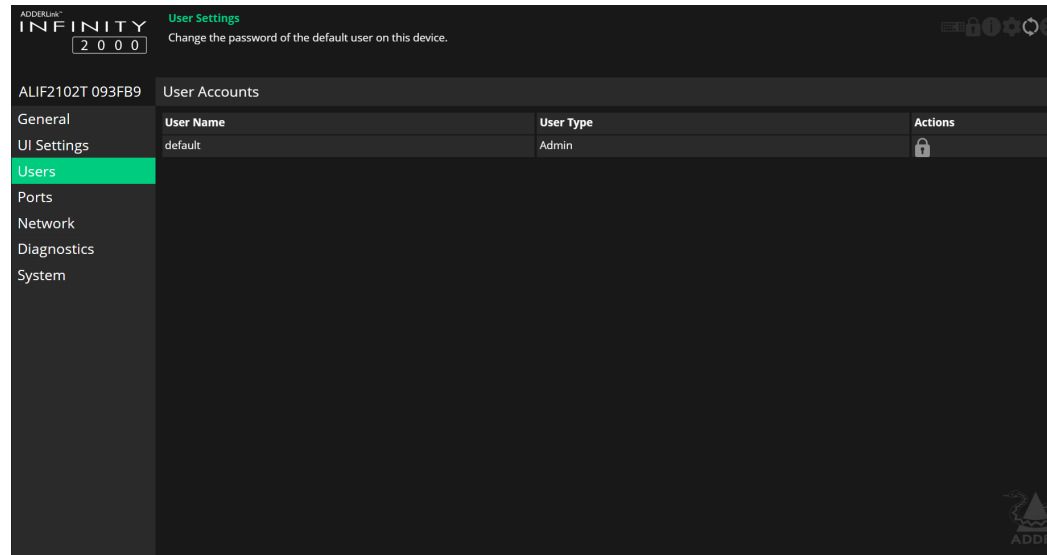 ADDERLink™
INFINITY
2000
User Settings
Change the password of the default user on this device.
ALIF2102T 093FB9
User Accounts
General
User Name User Type Actions
UI Settings
default Admin
Users
Ports
Network
Diagnostics
System